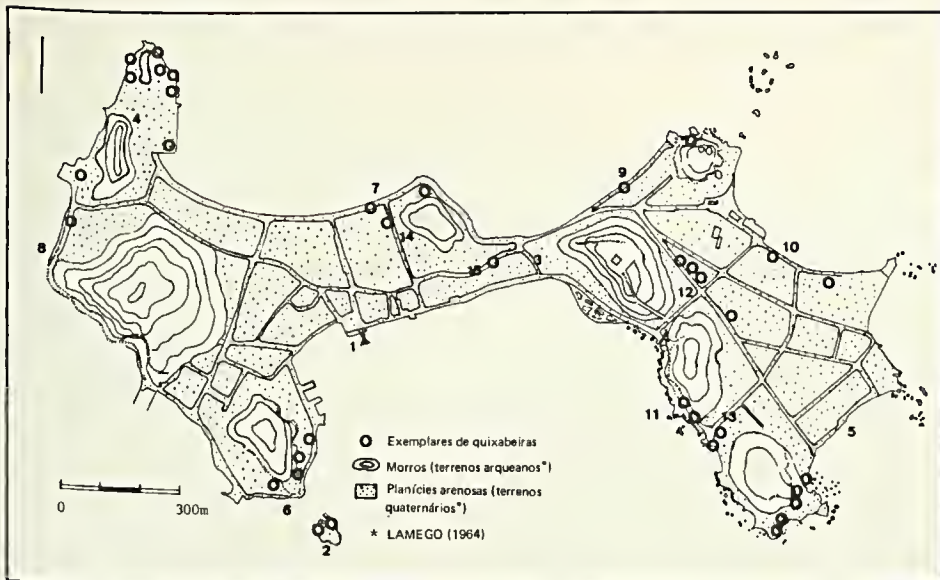 4
7
9
8
14
10
15
3
12
1
11
13
4
5
Exemplares de quixabeiras
Morros (terrenos arqueanos*)
Planícies arenosas (terrenos
quaternários*)
* LAMEGO (1964)
0 300m
6
2